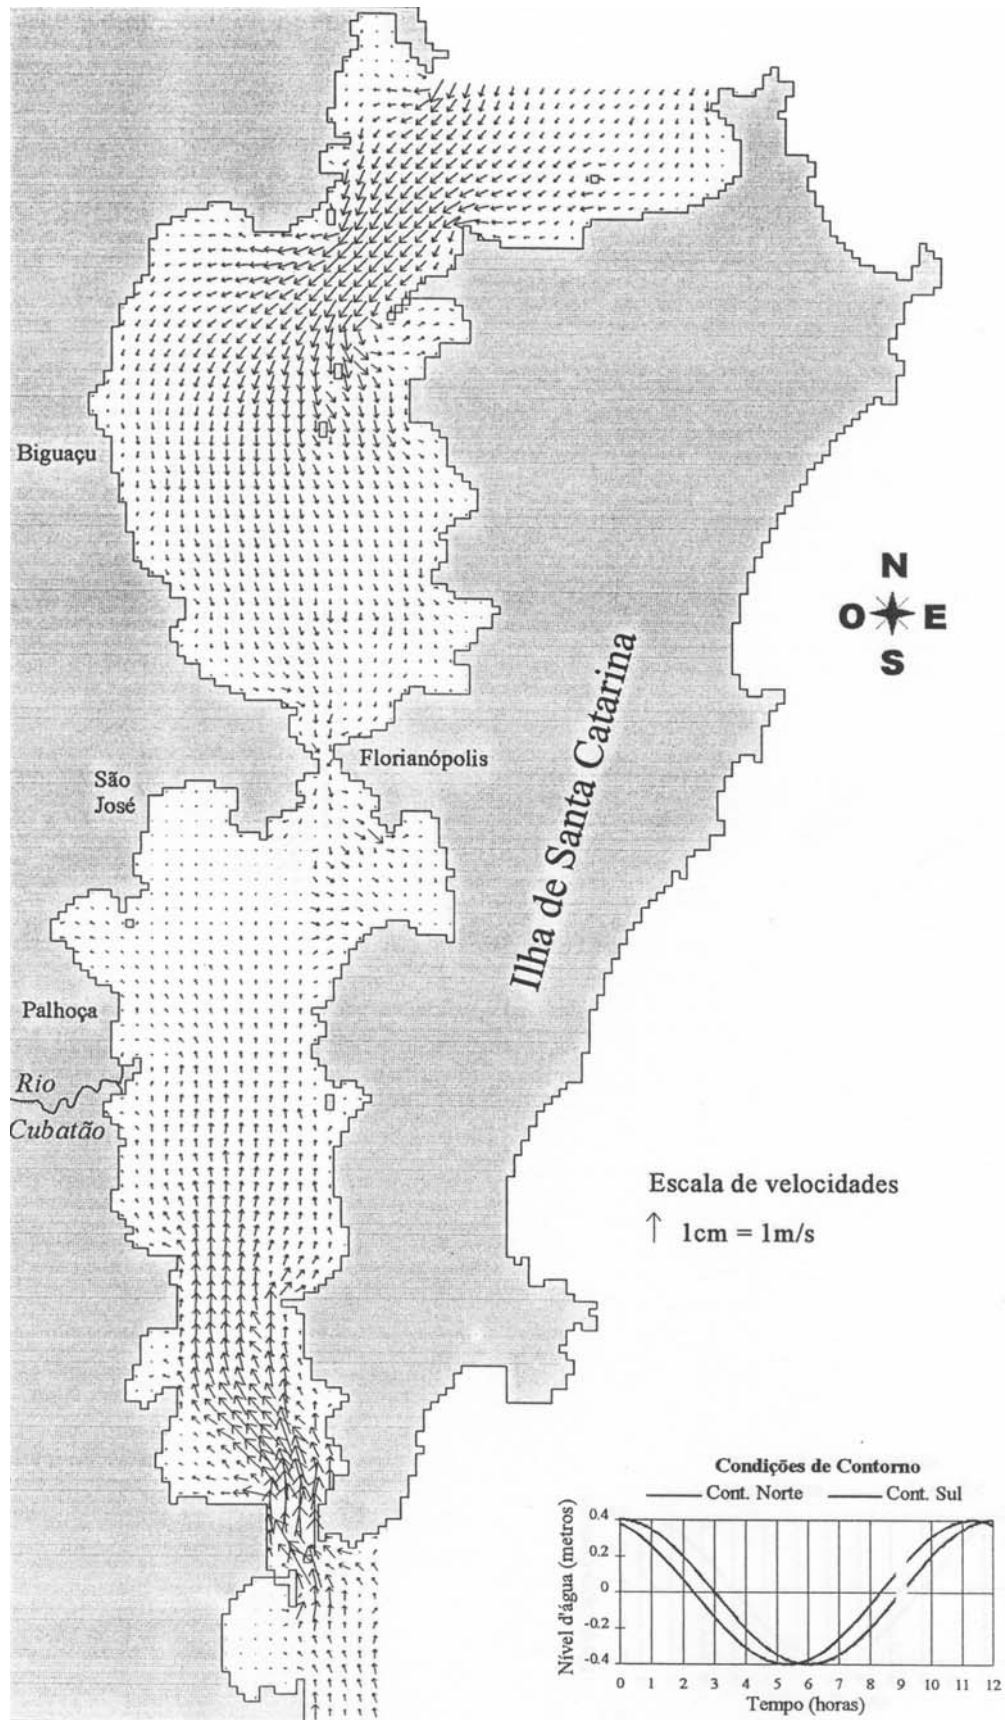 Biguaçu
N
O E
S
Ilha de Santa Catarina
Florianópolis
São
José
Palhoça
Rio
Cubatão
Escala de velocidades
1cm = 1m/s
Condições de Contorno
Cont. Norte Cont. Sul
Nível d'água (metros)
0.4
0.2
0
-0.2
-0.4
0 1 2 3 4 5 6 7 8 9 10 11 12
Tempo (horas)